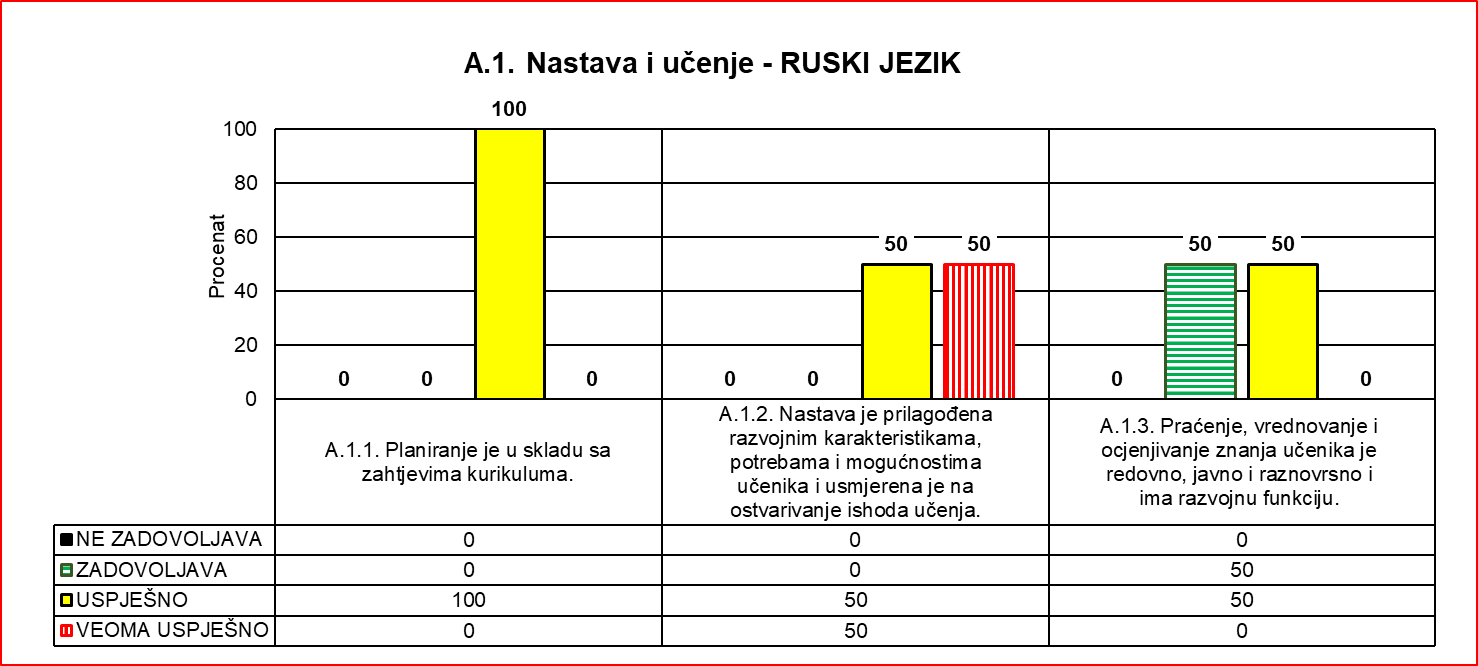 A.1. Nastava i učenje - RUSKI JEZIK
Procenat
100
80
60
40
20
0
0
0
100
0
0
0
50
50
0
50
50
0
A.1.1. Planiranje je u skladu sa
zahtjevima kurikuluma.
A.1.2. Nastava je prilagođena
razvojnim karakteristikama,
potrebama i mogućnostima
učenika i usmjerena je na
ostvarivanje ishoda učenja.
A.1.3. Praćenje, vrednovanje i
ocjenjivanje znanja učenika je
redovno, javno i raznovrsno i
ima razvojnu funkciju.
NE ZADOVOLJAVA 0 0 0
ZADOVOLJAVA 0 0 50
USPJEŠNO 100 50 50
VEOMA USPJEŠNO 0 50 0